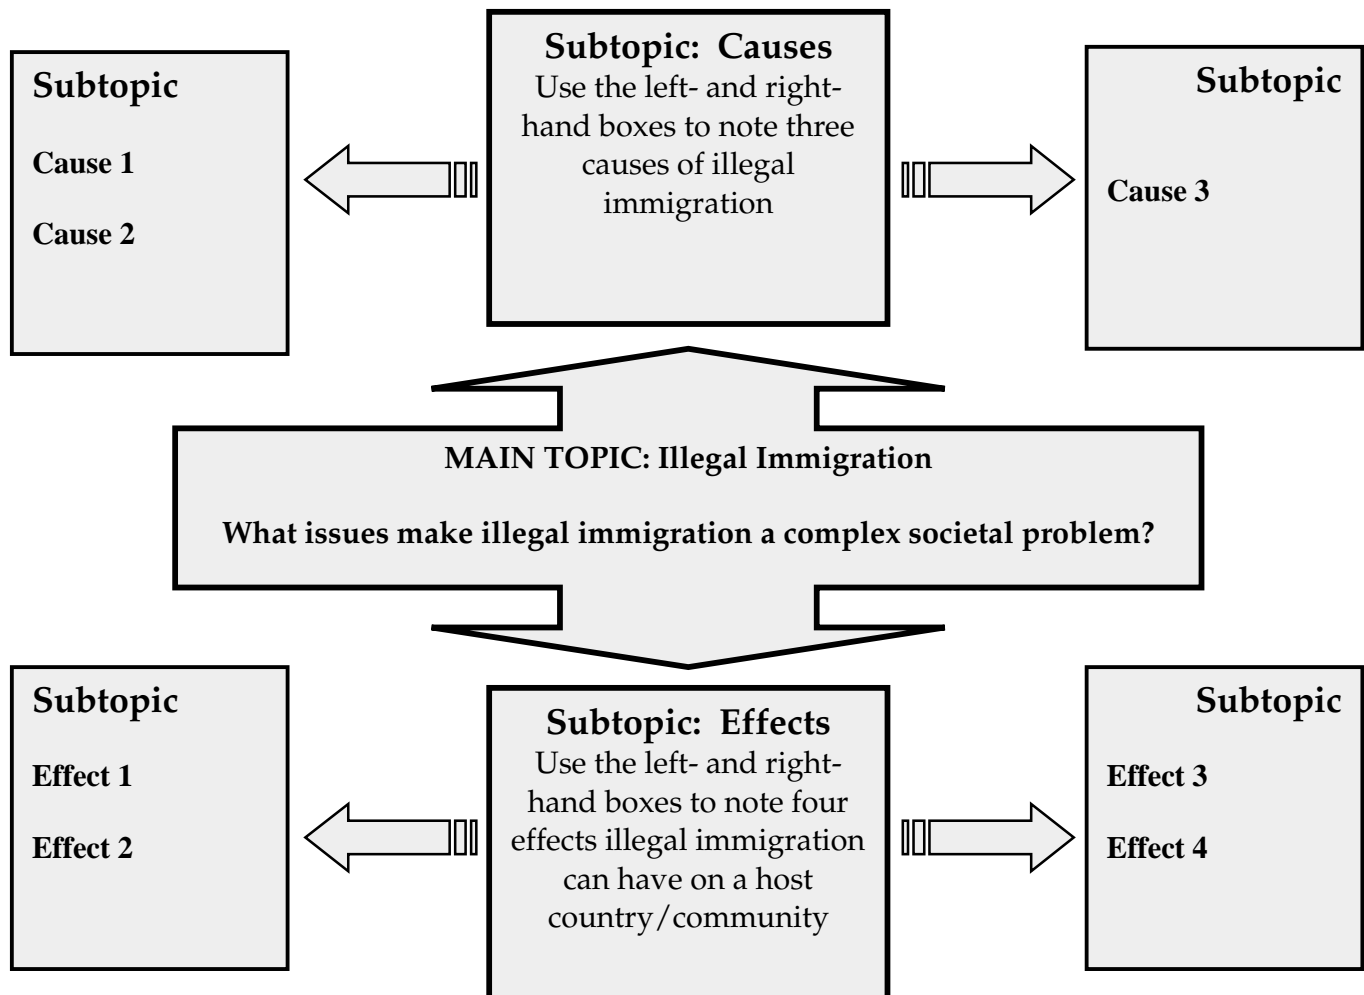 Subtopic
Cause 1
Cause 2
Subtopic:  Causes
Use the left- and right-
hand boxes to note three
causes of illegal
immigration
Subtopic
Cause 3
MAIN TOPIC: Illegal Immigration
What issues make illegal immigration a complex societal problem?
Subtopic
Effect 1
Effect 2
Subtopic:  Effects
Use the left- and right-
hand boxes to note four
effects illegal immigration
can have on a host
country/community
Subtopic
Effect 3
Effect 4